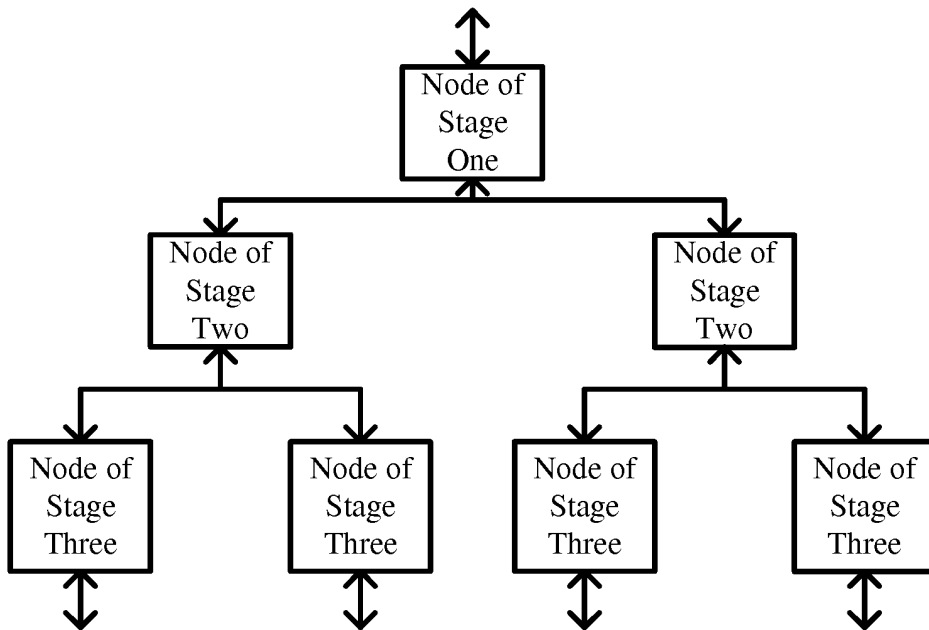 Node of
Stage
One
Node of
Stage
Two
Node of
Stage
Two
Node of
Stage
Three
Node of
Stage
Three
Node of
Stage
Three
Node of
Stage
Three